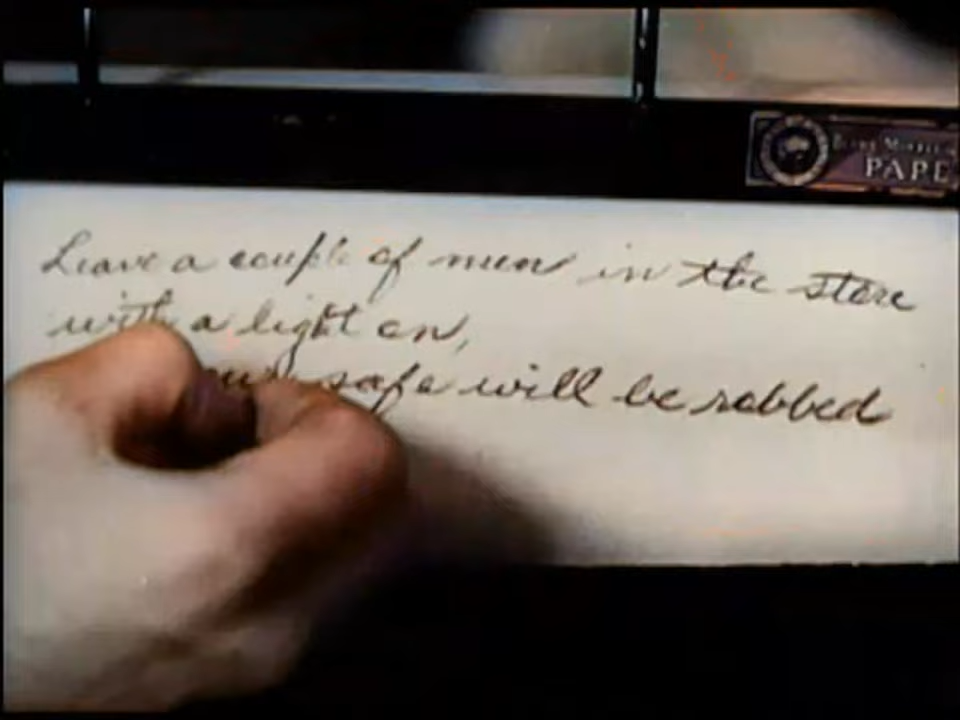 PAPE
Leave a couple of men in the store
with a light on,
safe will be robbed